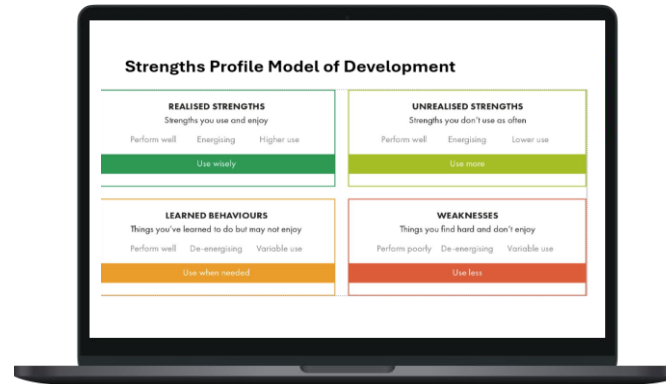 Strengths Profile Model of Development
REALISED STRENGTHS
Strengths you use and enjoy
Perform well Energising Higher use
Use wisely
UNREALISED STRENGTHS
Strengths you don't use as often
Perform well Energising Lower use
Use more
LEARNED BEHAVIOURS
Things you've learned to do but may not enjoy
Perform well De-energising Variable use
Use when needed
WEAKNESSES
Things you find hard and don't enjoy
Perform poorly De-energising Variable use
Use less